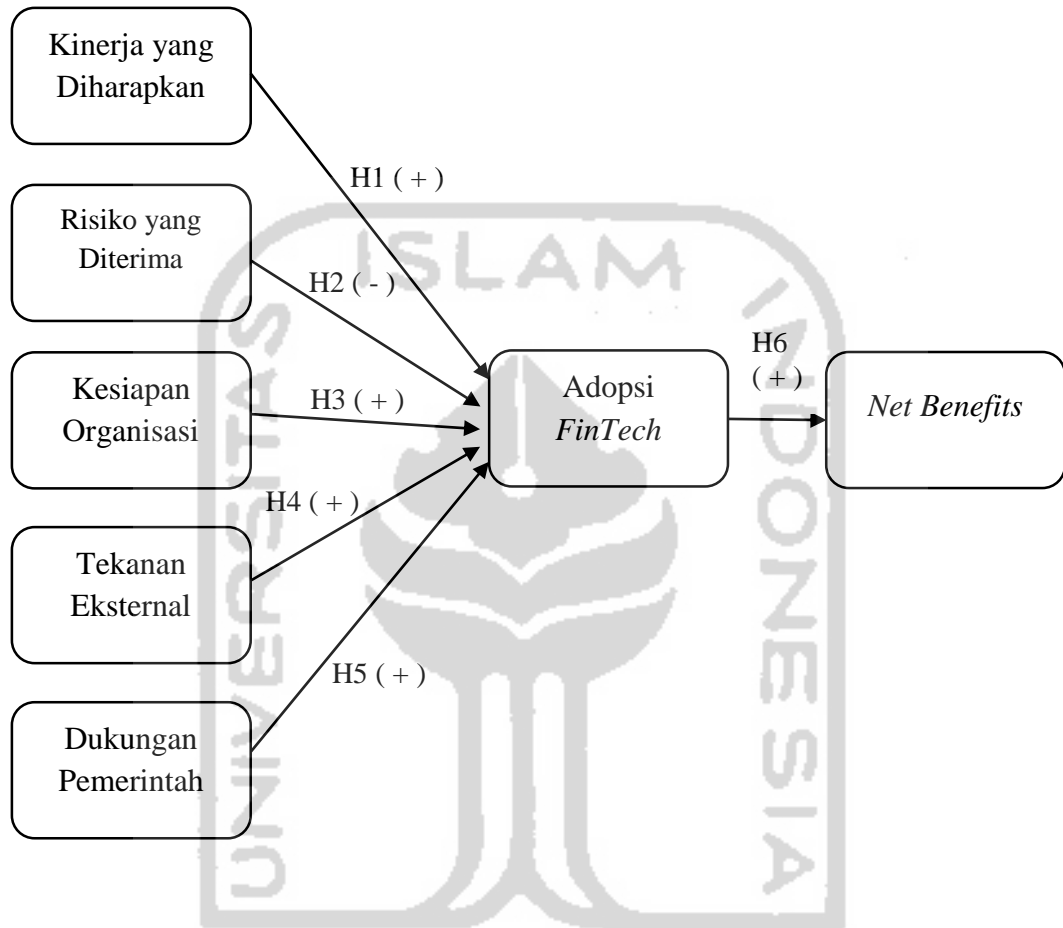 Kinerja yang
Diharapkan
H1 ( + )
Risiko yang
Diterima
H2 ( - )
Kesiapan
Organisasi
H3 ( + )
Tekanan
Eksternal
H4 ( + )
Dukungan
Pemerintah
H5 ( + )
Adopsi
FinTech
H6
( + )
Net Benefits
UNIVERSITAS
ISLAM
INDONESIA